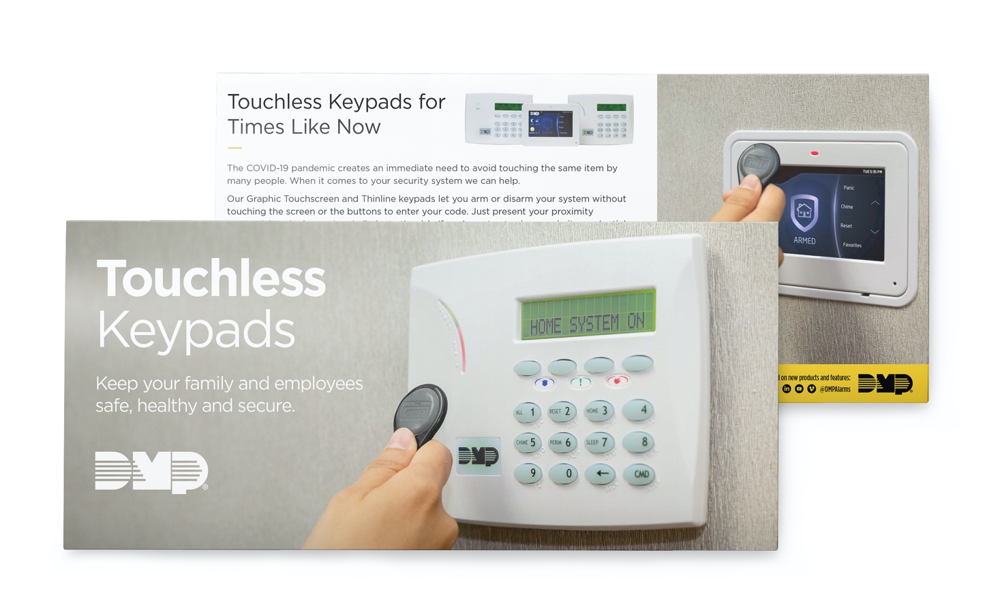 Touchless Keypads for
Times Like Now
The COVID-19 pandemic creates an immediate need to avoid touching the same item by
many people. When it comes to your security system we can help.
Our Graphic Touchscreen and Thinline keypads let you arm or disarm your system without
touching the screen or the buttons to enter your code. Just present your proximity
TUE 5:35 PM
Panic
Chime
Reset
Favorites
ARMED
on new products and features:
@DMPAlarms
DMP
Touchless
Keypads
Keep your family and employees
safe, healthy and secure.
DMP®
HOME SYSTEM ON
ALL 1 RESET 2 HOME 3 4
CHIME 5 PERIM 6 SLEEP 7 8
9 0 ← CMD
DMP